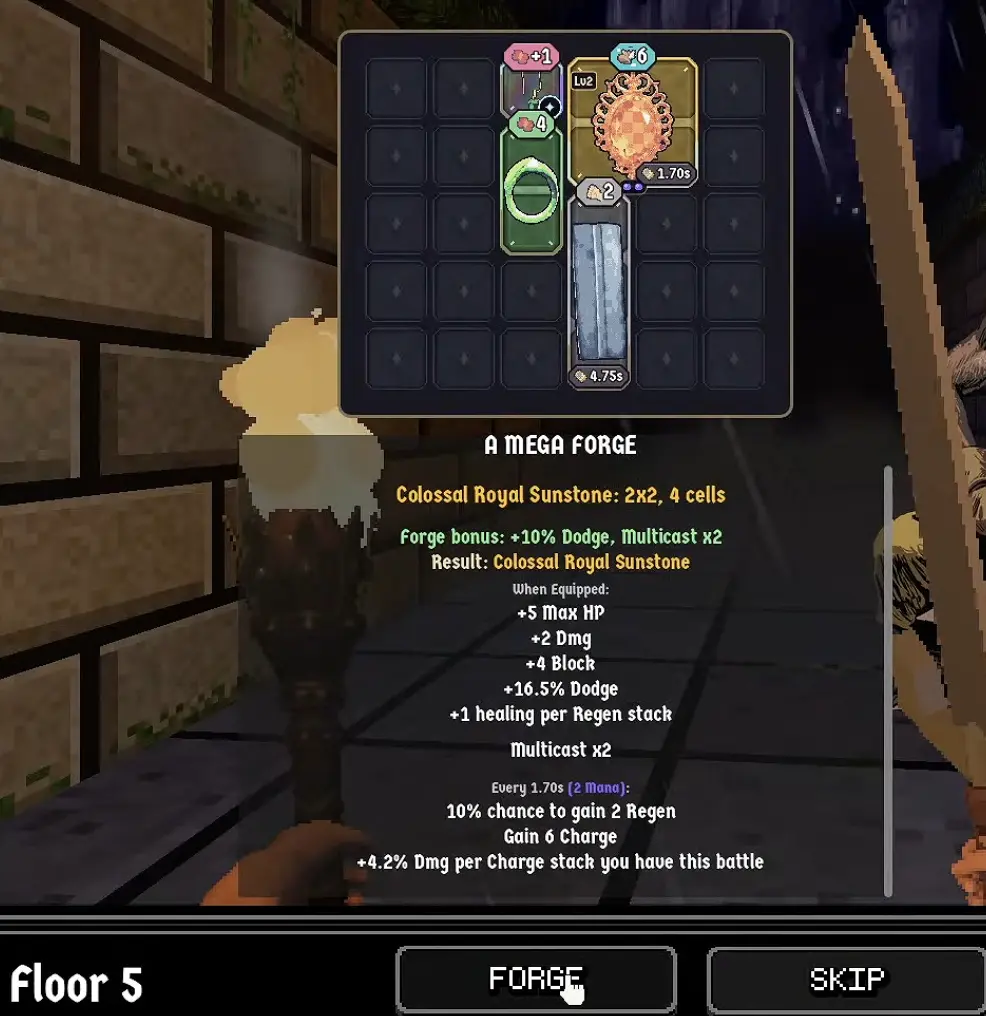 +1
6
Lv2
4
1.70s
2
4.75s
A MEGA FORGE
Colossal Royal Sunstone: 2x2, 4 cells
Forge bonus: +10% Dodge, Multicast x2
Result: Colossal Royal Sunstone
When Equipped:
+5 Max HP
+2 Dmg
+4 Block
+16.5% Dodge
+1 healing per Regen stack
Multicast x2
Every 1.70s (2 Mana):
10% chance to gain 2 Regen
Gain 6 Charge
+4.2% Dmg per Charge stack you have this battle
Floor 5
FORGE
SKIP